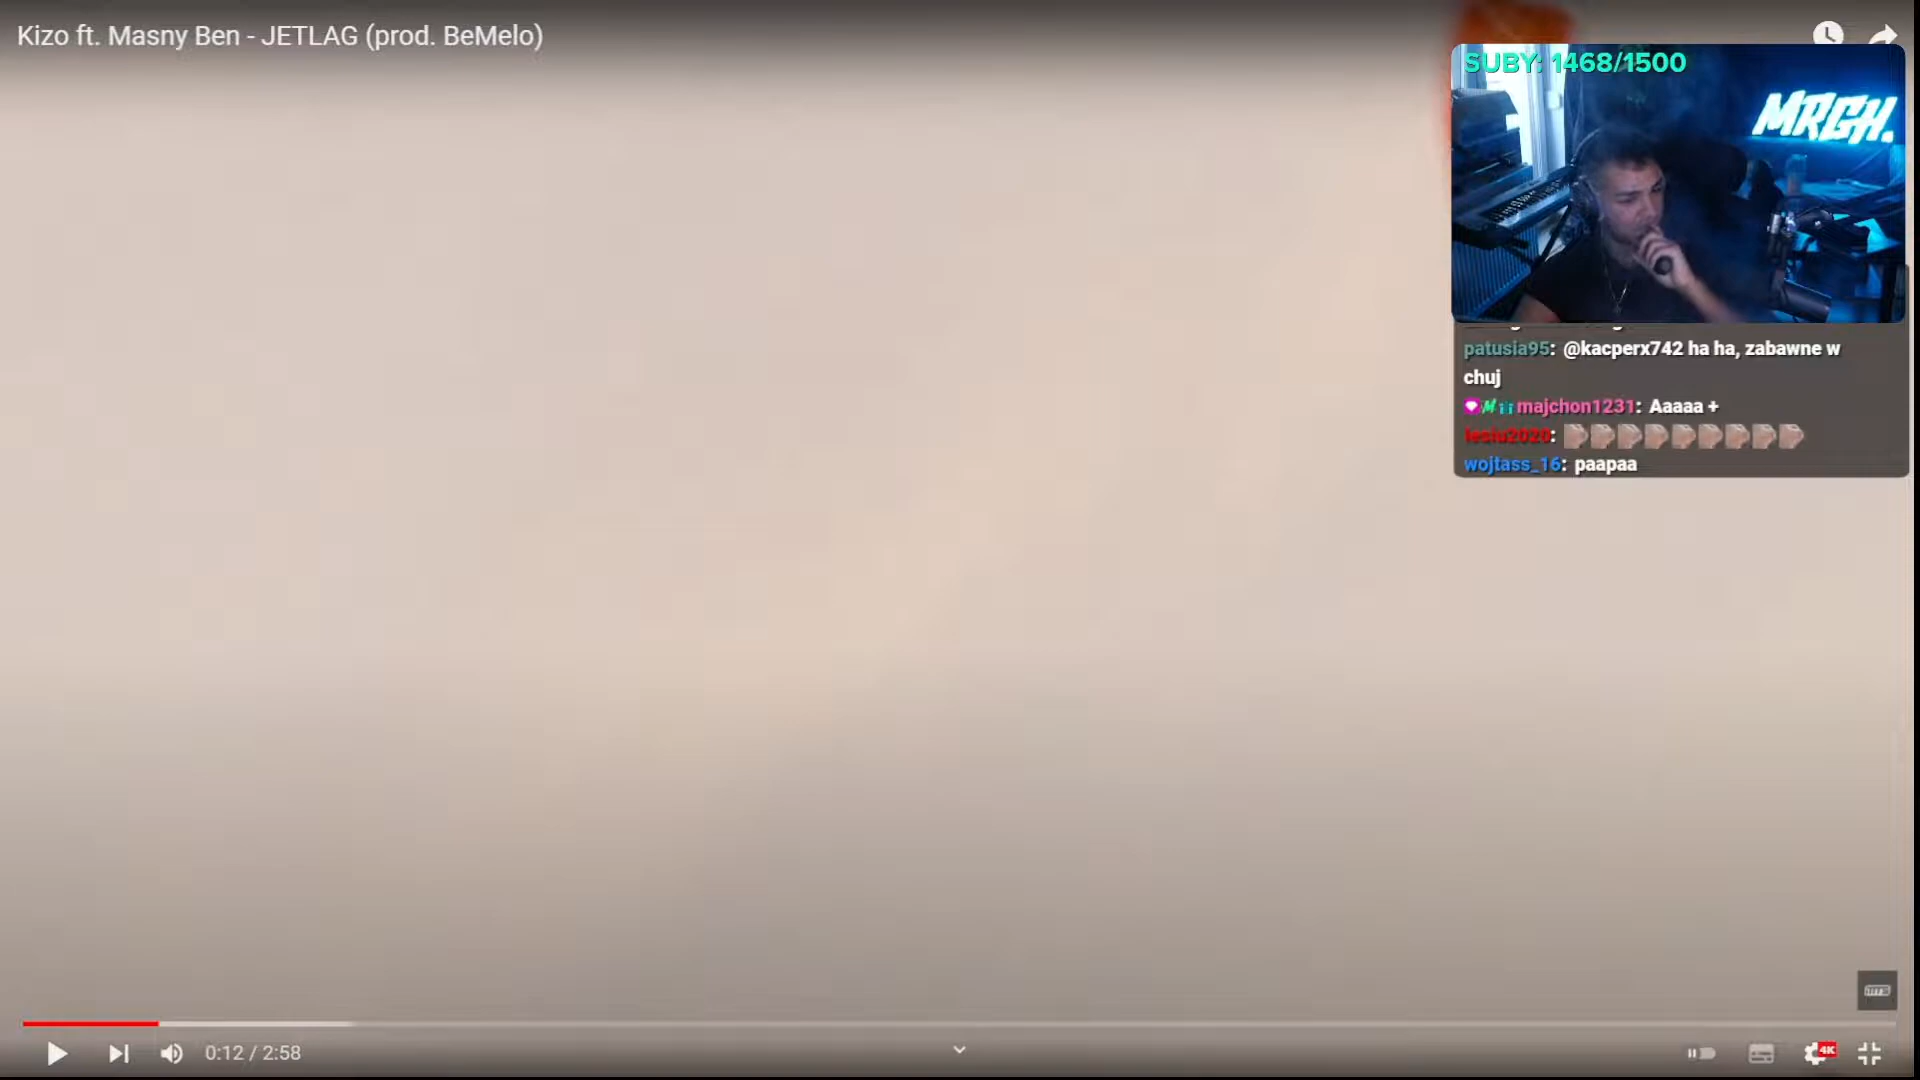 Kizo ft. Masny Ben - JETLAG (prod. BeMelo)
SUBY: 1468/1500
MRGH.
patusia95: @kacperx742 ha ha, zabawne w
chuj
majchon1231: Aaaaa +
lesiu2020:
wojtass_16: paapaa
0:12 / 2:58
4K